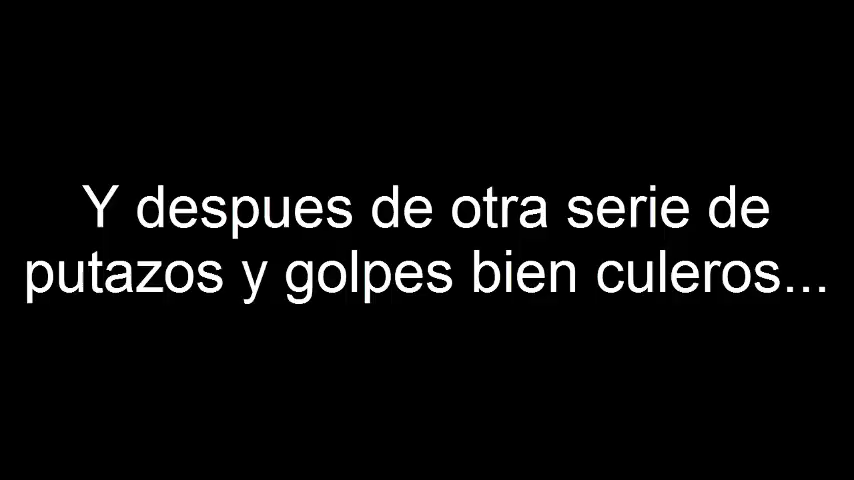 Y despues de otra serie de
putazos y golpes bien culeros...